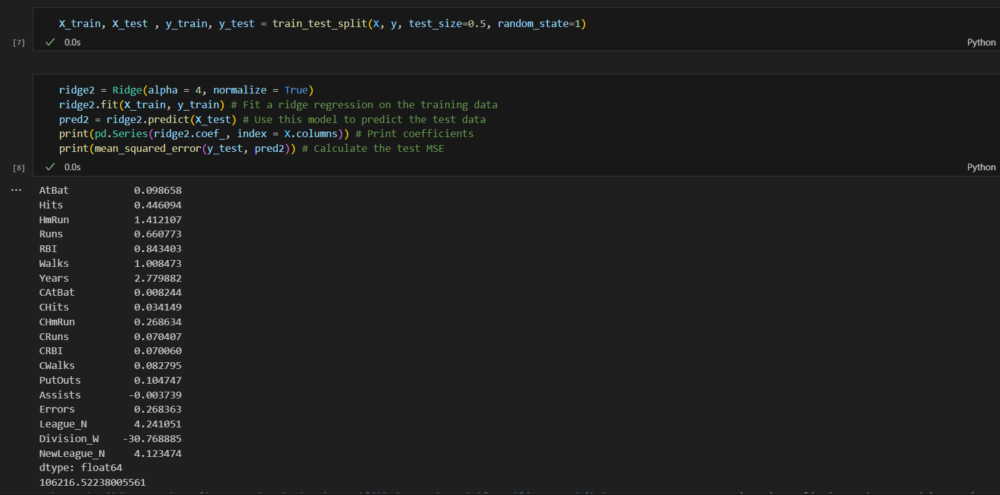 X_train, X_test , y_train, y_test = train_test_split(X, y, test_size=0.5, random_state=1)
[7]
0.0s
Python
ridge2 = Ridge(alpha = 4, normalize = True)
ridge2.fit(X_train, y_train) # Fit a ridge regression on the training data
pred2 = ridge2.predict(X_test) # Use this model to predict the test data
print(pd.Series(ridge2.coef_, index = X.columns)) # Print coefficients
print(mean_squared_error(y_test, pred2)) # Calculate the test MSE
[8]
0.0s
Python
...
AtBat 0.098658
Hits 0.446094
HmRun 1.412107
Runs 0.660773
RBI 0.843403
Walks 1.008473
Years 2.779882
CAtBat 0.008244
CHits 0.034149
CHmRun 0.268634
CRuns 0.070407
CRBI 0.070060
CWalks 0.082795
PutOuts 0.104747
Assists -0.003739
Errors 0.268363
League_N 4.241051
Division_W -30.768885
NewLeague_N 4.123474
dtype: float64
106216.52238005561